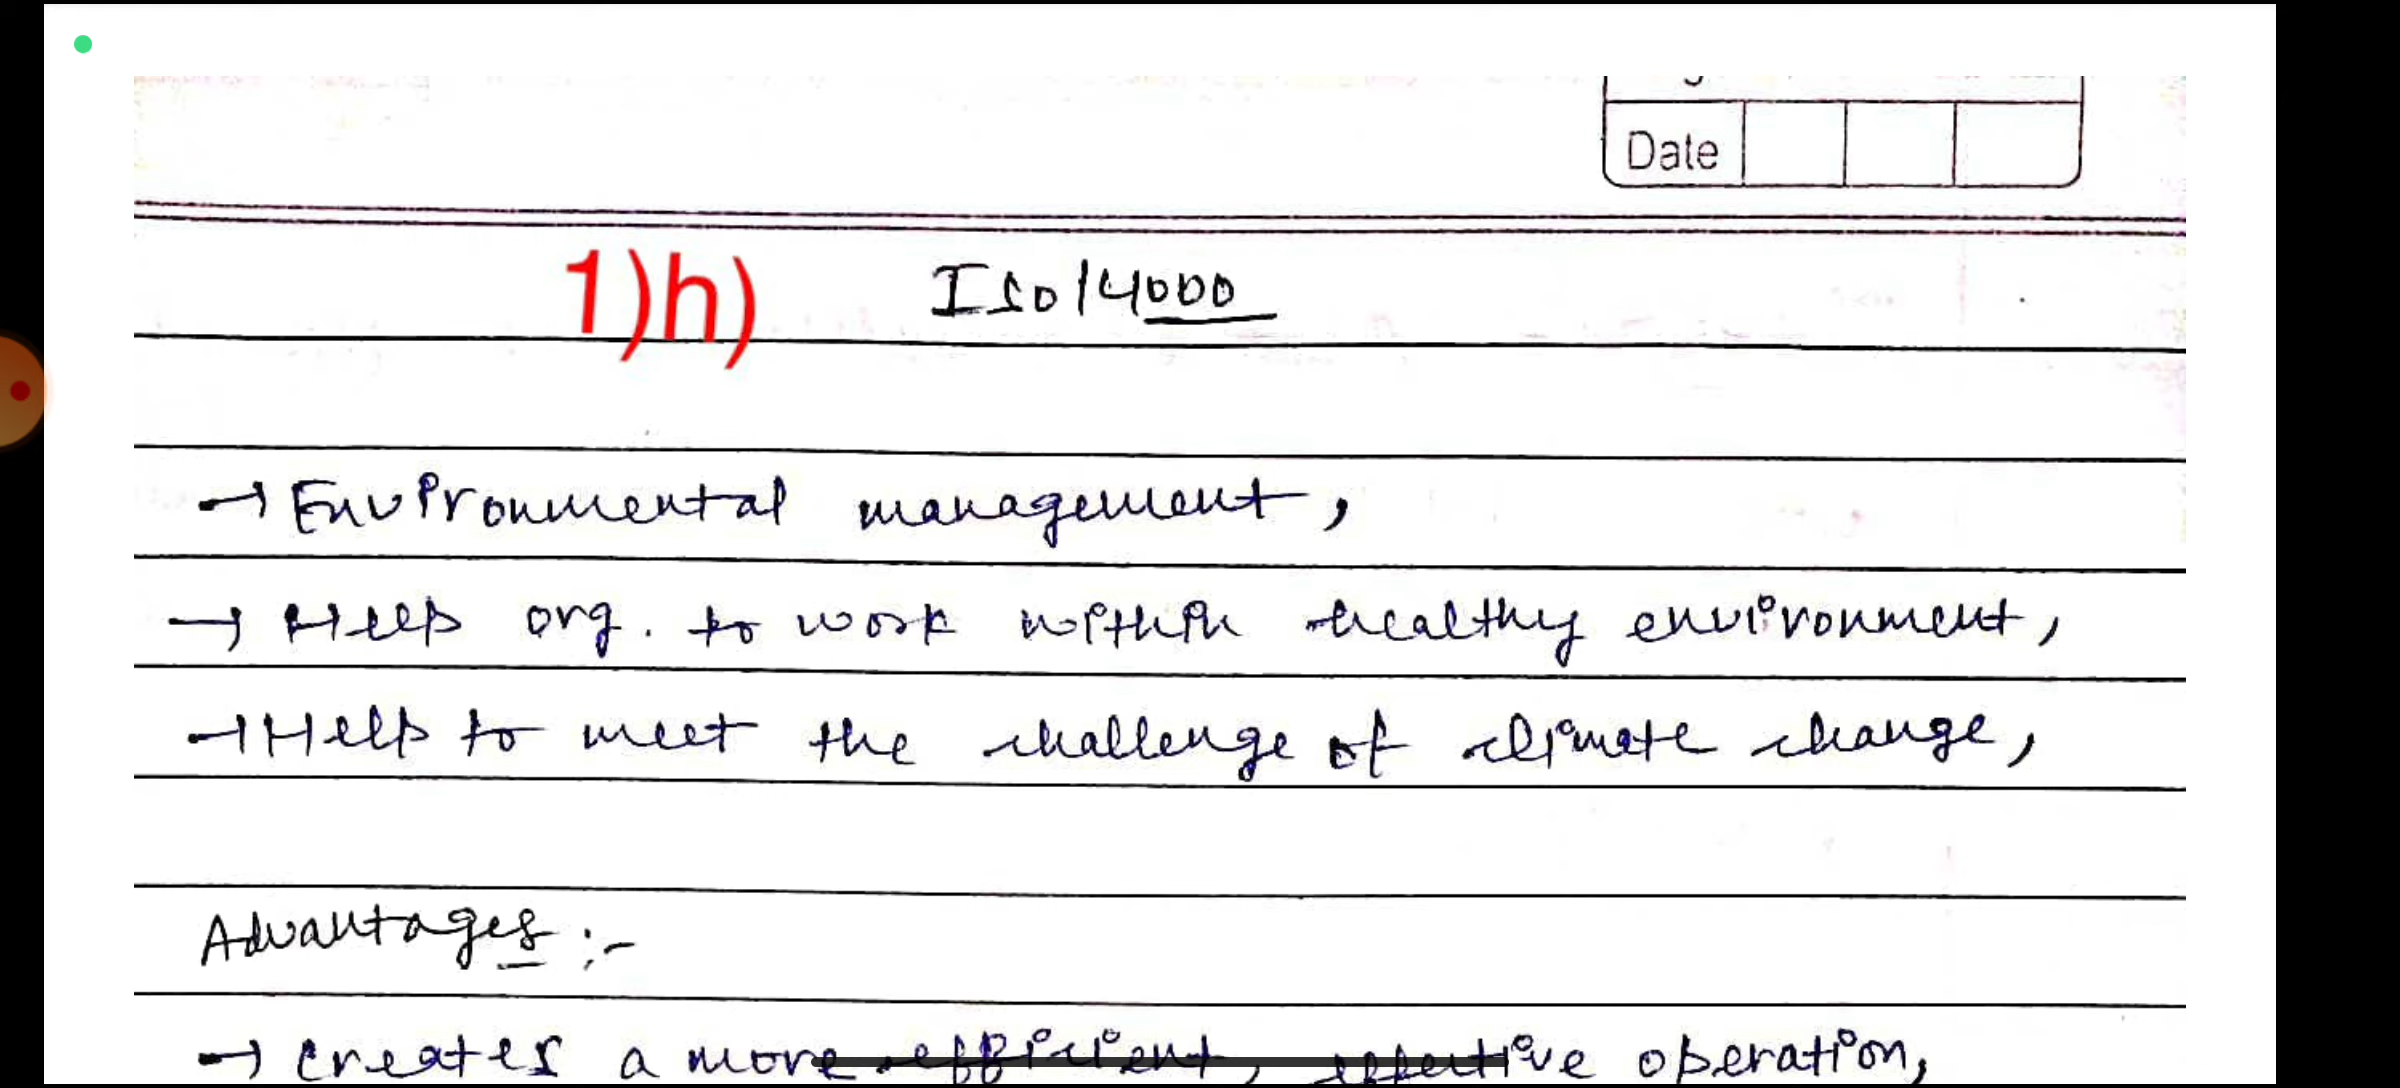 Date
1)h) ISO 14000
→ Environmental management,
→ Help org. to work within healthy environment,
→ Help to meet the challenge of climate change,
Advantages :-
→ Creates a more efficient, effective operation,